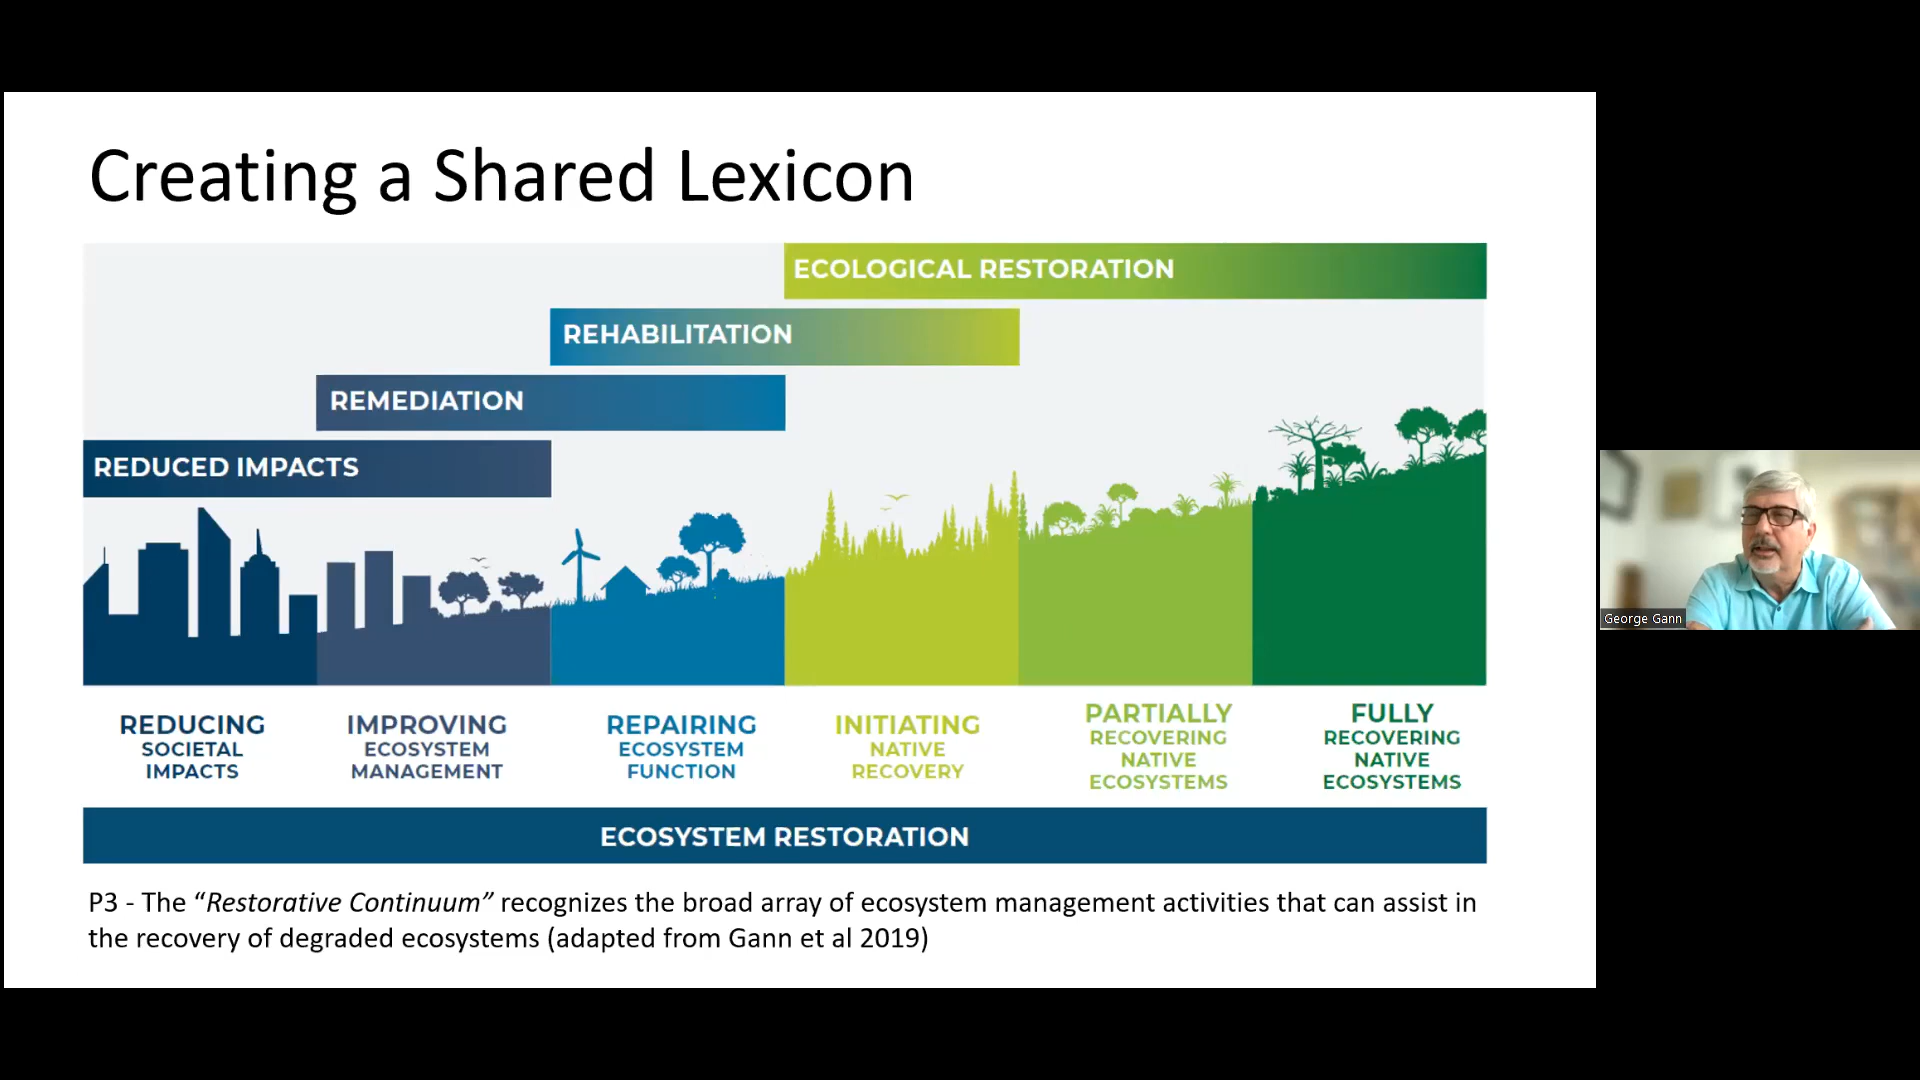 Creating a Shared Lexicon
ECOLOGICAL RESTORATION
REHABILITATION
REMEDIATION
REDUCED IMPACTS
REDUCING
SOCIETAL
IMPACTS
IMPROVING
ECOSYSTEM
MANAGEMENT
REPAIRING
ECOSYSTEM
FUNCTION
INITIATING
NATIVE
RECOVERY
PARTIALLY
RECOVERING
NATIVE
ECOSYSTEMS
FULLY
RECOVERING
NATIVE
ECOSYSTEMS
ECOSYSTEM RESTORATION
P3 - The “Restorative Continuum” recognizes the broad array of ecosystem management activities that can assist in
the recovery of degraded ecosystems (adapted from Gann et al 2019)
George Gann